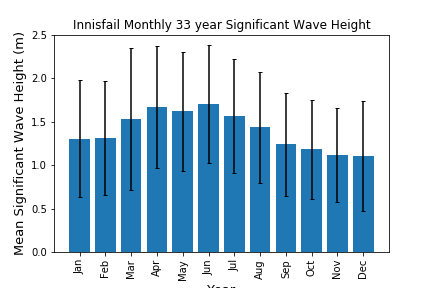 Innisfail Monthly 33 year Significant Wave Height
Mean Significant Wave Height (m)
2.5
2.0
1.5
1.0
0.5
0.0
Jan
Feb
Mar
Apr
May
Jun
Jul
Aug
Sep
Oct
Nov
Dec
Year